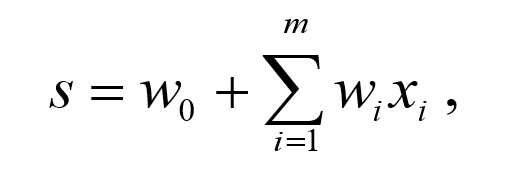 s = w₀ + ∑ᵢ₌₁ᵐ wᵢxᵢ ,